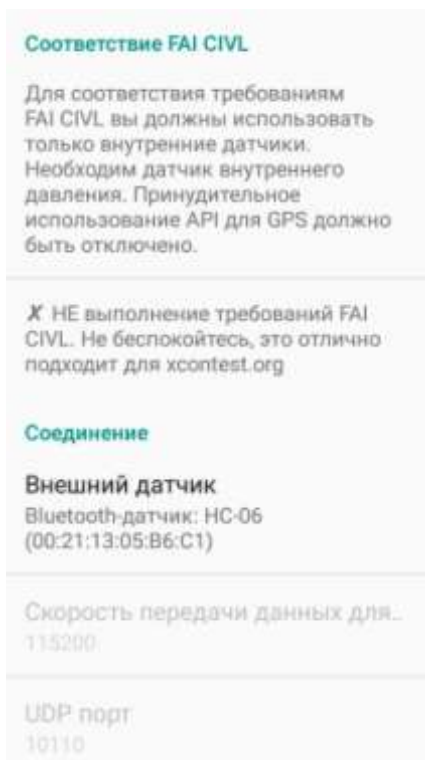 Соответствие FAI CIVL
Для соответствия требованиям
FAI CIVL вы должны использовать
только внутренние датчики.
Необходим датчик внутреннего
давления. Принудительное
использование API для GPS должно
быть отключено.
✗ НЕ выполнение требований FAI
CIVL. Не беспокойтесь, это отлично
подходит для xcontest.org
Соединение
Внешний датчик
Bluetooth-датчик: HC-06
(00:21:13:05:B6:C1)
Скорость передачи данных для..
115200
UDP порт
10110